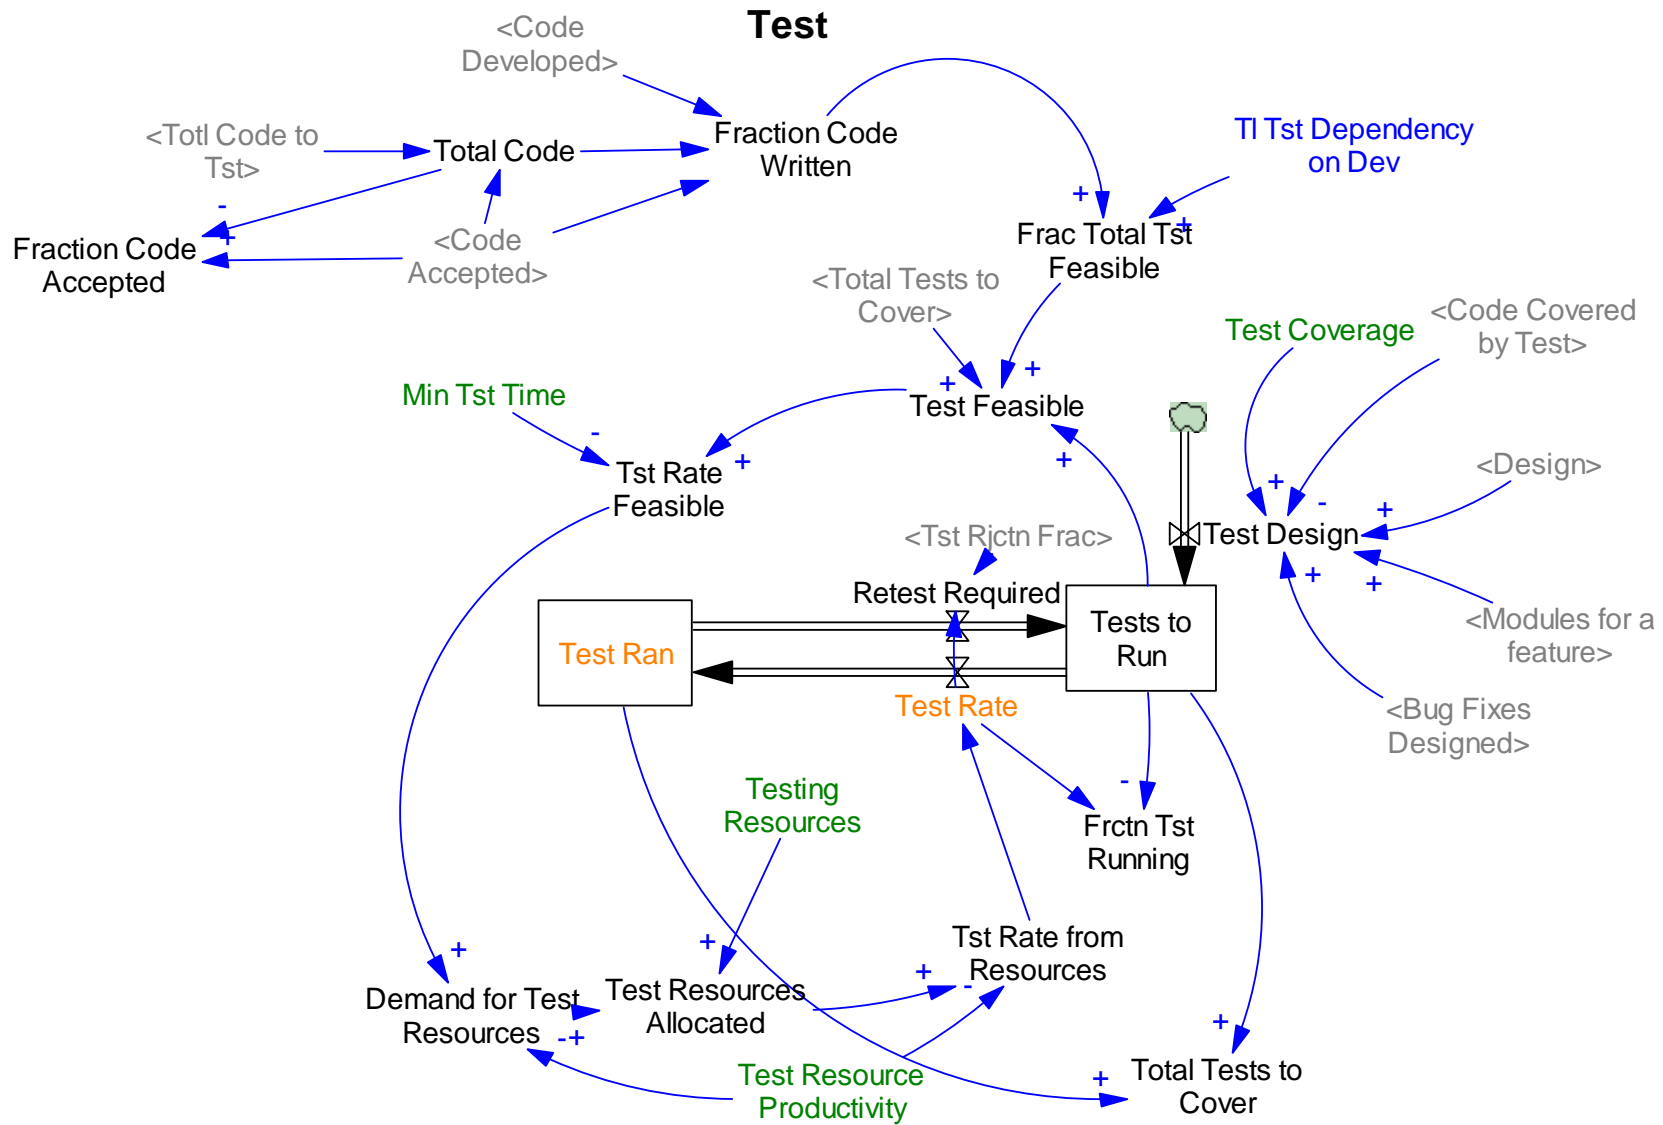 Test
<Code
Developed>
Fraction Code
Written
<Totl Code to
Tst>
Total Code
Tl Tst Dependency
on Dev
-
+
+
+
Fraction Code
Accepted
<Code
Accepted>
Frac Total Tst
Feasible
<Total Tests to
Cover>
Test Coverage
<Code Covered
by Test>
Min Tst Time
+
+
Test Feasible
-
+
+
Tst Rate
Feasible
<Design>
+
-
+
Test Design
<Tst Rjctn Frac>
+
+
Retest Required
Tests to
Run
<Modules for a
feature>
Test Ran
Test Rate
<Bug Fixes
Designed>
Testing
Resources
-
Frctn Tst
Running
+
+
Tst Rate from
Resources
+
-
Demand for Test
Resources
Test Resources
Allocated
-+
+
Test Resource
Productivity
+
Total Tests to
Cover